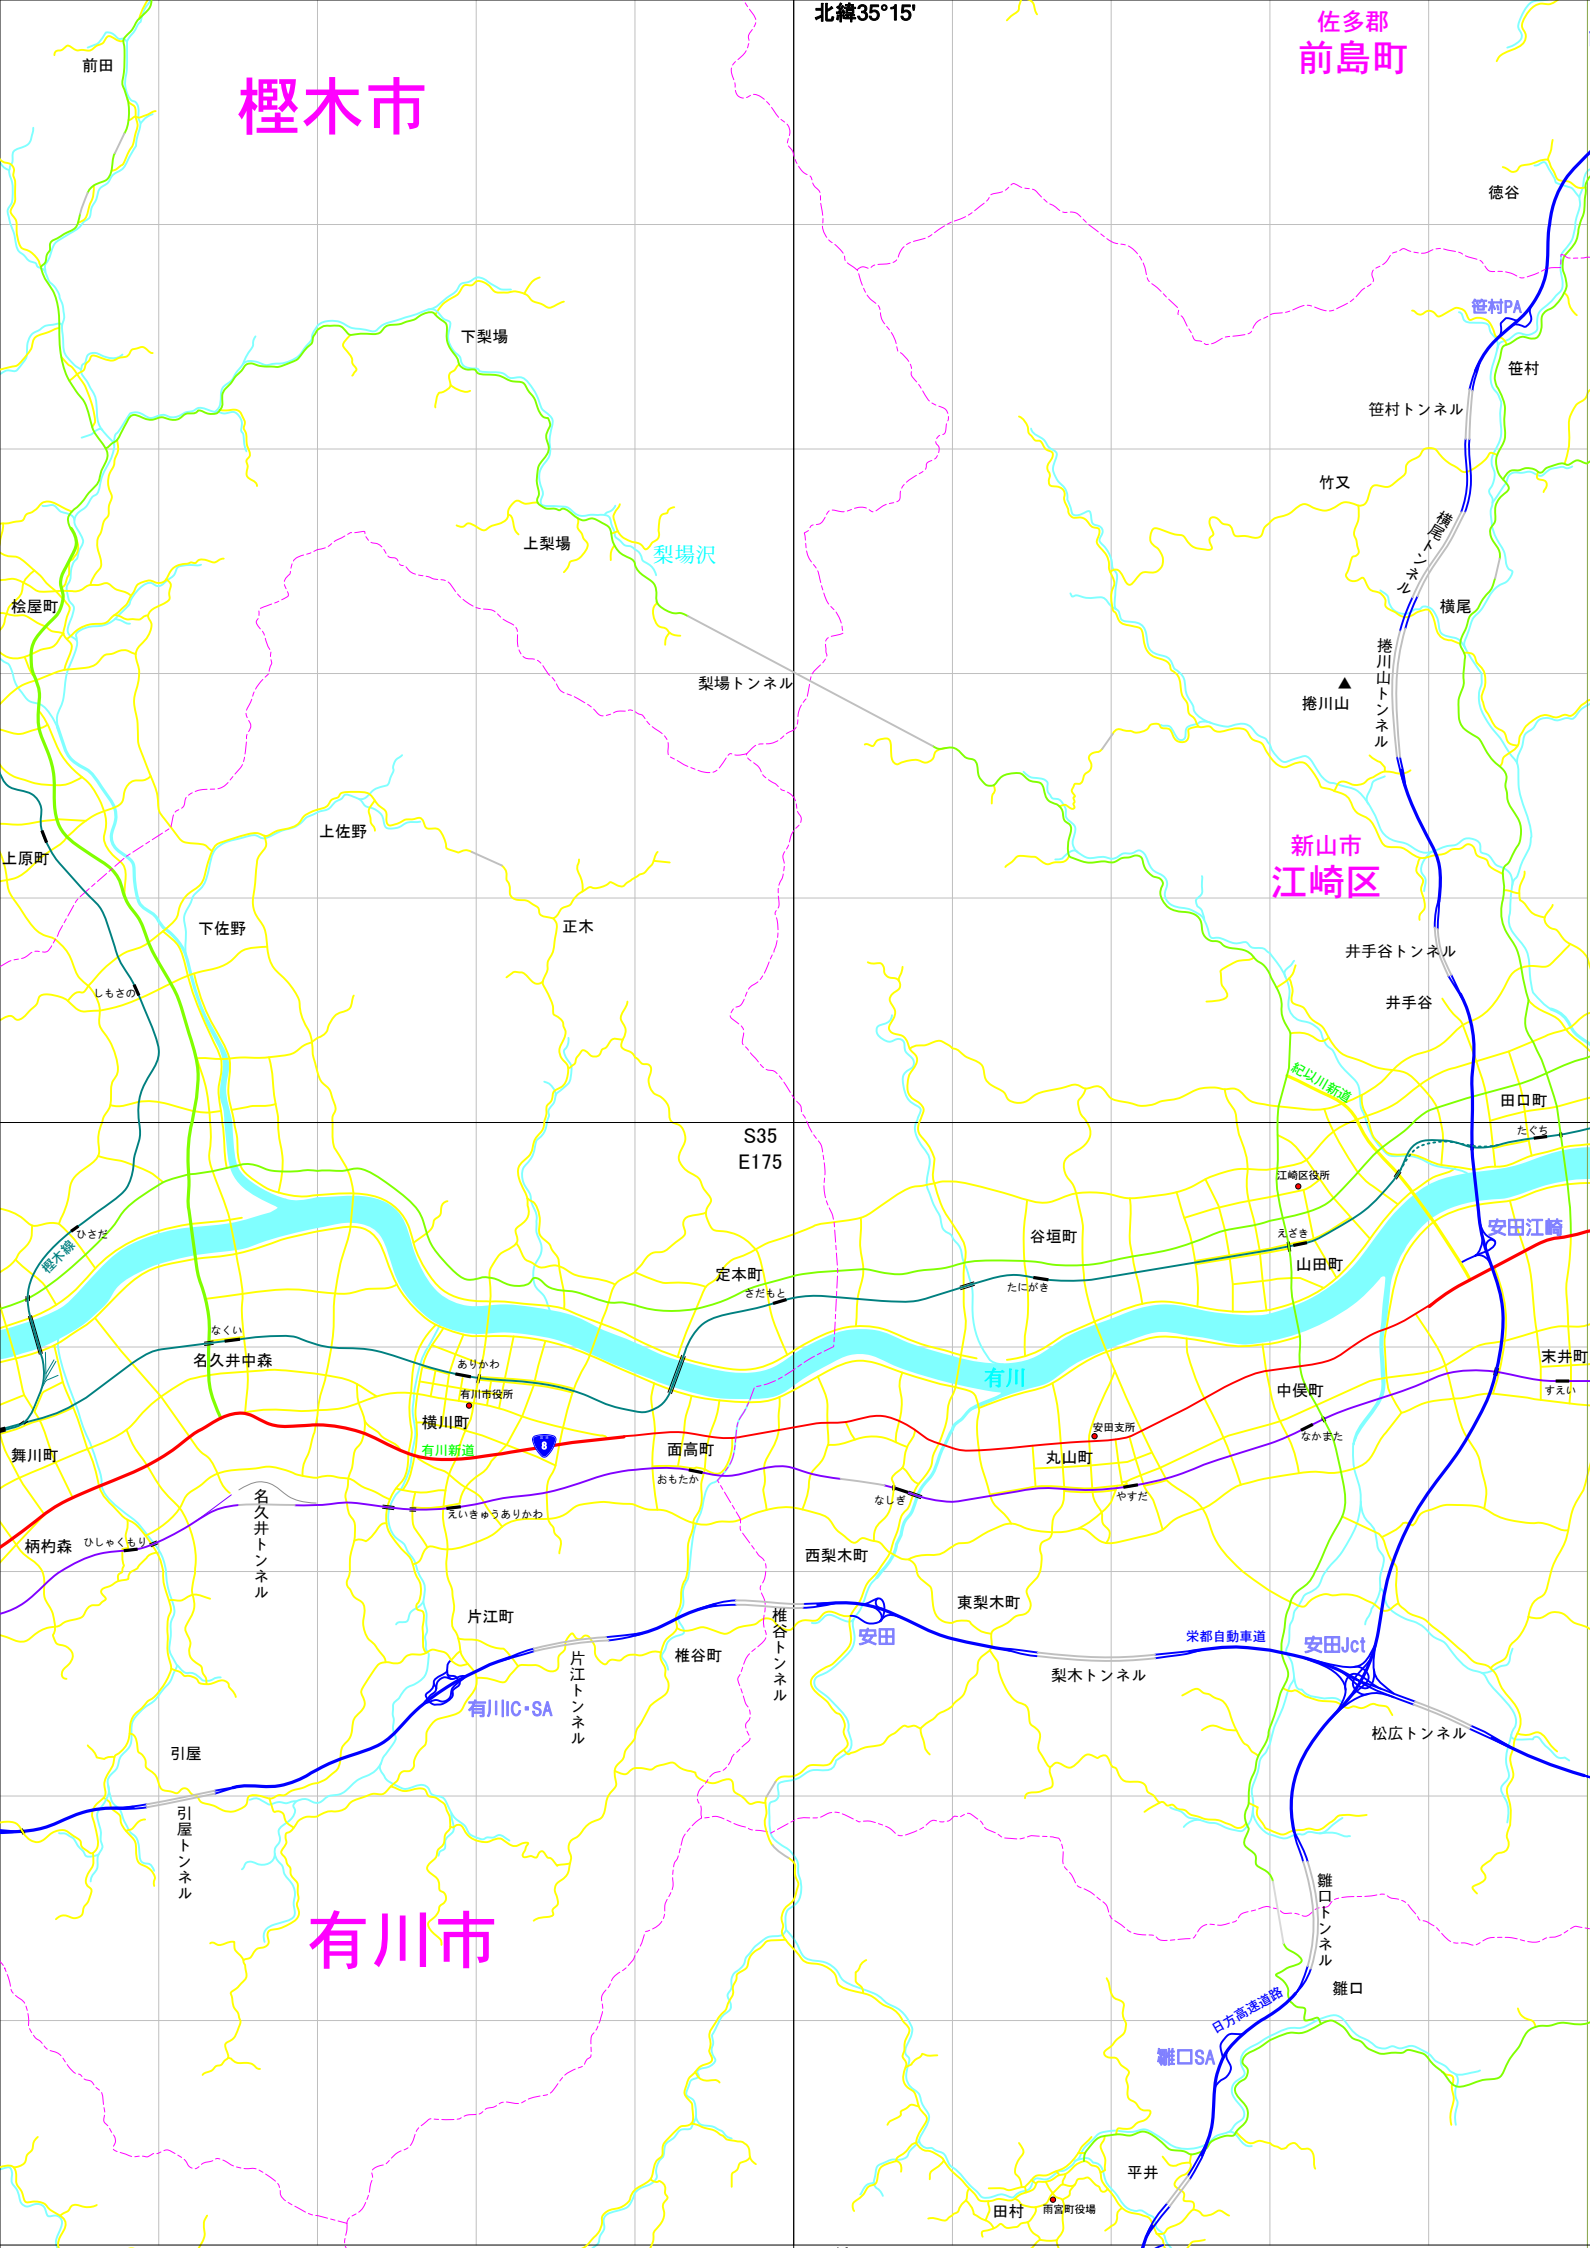 北緯35°15'
佐多郡
前島町
前田
樫木市
徳谷
笹村PA
下梨場
笹村
笹村トンネル
竹又
上梨場
梨場沢
横尾トンネル
桧屋町
横尾
捲川山トンネル
梨場トンネル
捲川山
上佐野
新山市
江崎区
上原町
下佐野
正木
井手谷トンネル
しもさの
井手谷
紀以川新道
田口町
たぐち
S35
E175
江崎区役所
ひさだ
樫木線
谷垣町
えざき
安田江崎
山田町
定本町
さだもと
たにがき
なくい
名久井中森
ありかわ
有川市役所
有川
末井町
すえい
中俣町
横川町
有川新道
8
面高町
おもたか
安田支所
なかまた
丸山町
舞川町
名久井トンネル
えいきゅうありかわ
なしぎ
やすだ
柄杓森
ひしゃくもり
西梨木町
東梨木町
片江町
椎谷トンネル
安田
栄都自動車道
安田Jct
椎谷町
片江トンネル
梨木トンネル
有川IC・SA
松広トンネル
引屋
引屋トンネル
雛口トンネル
有川市
雛口
日方高速道路
雛口SA
平井
田村
雨宮町役場